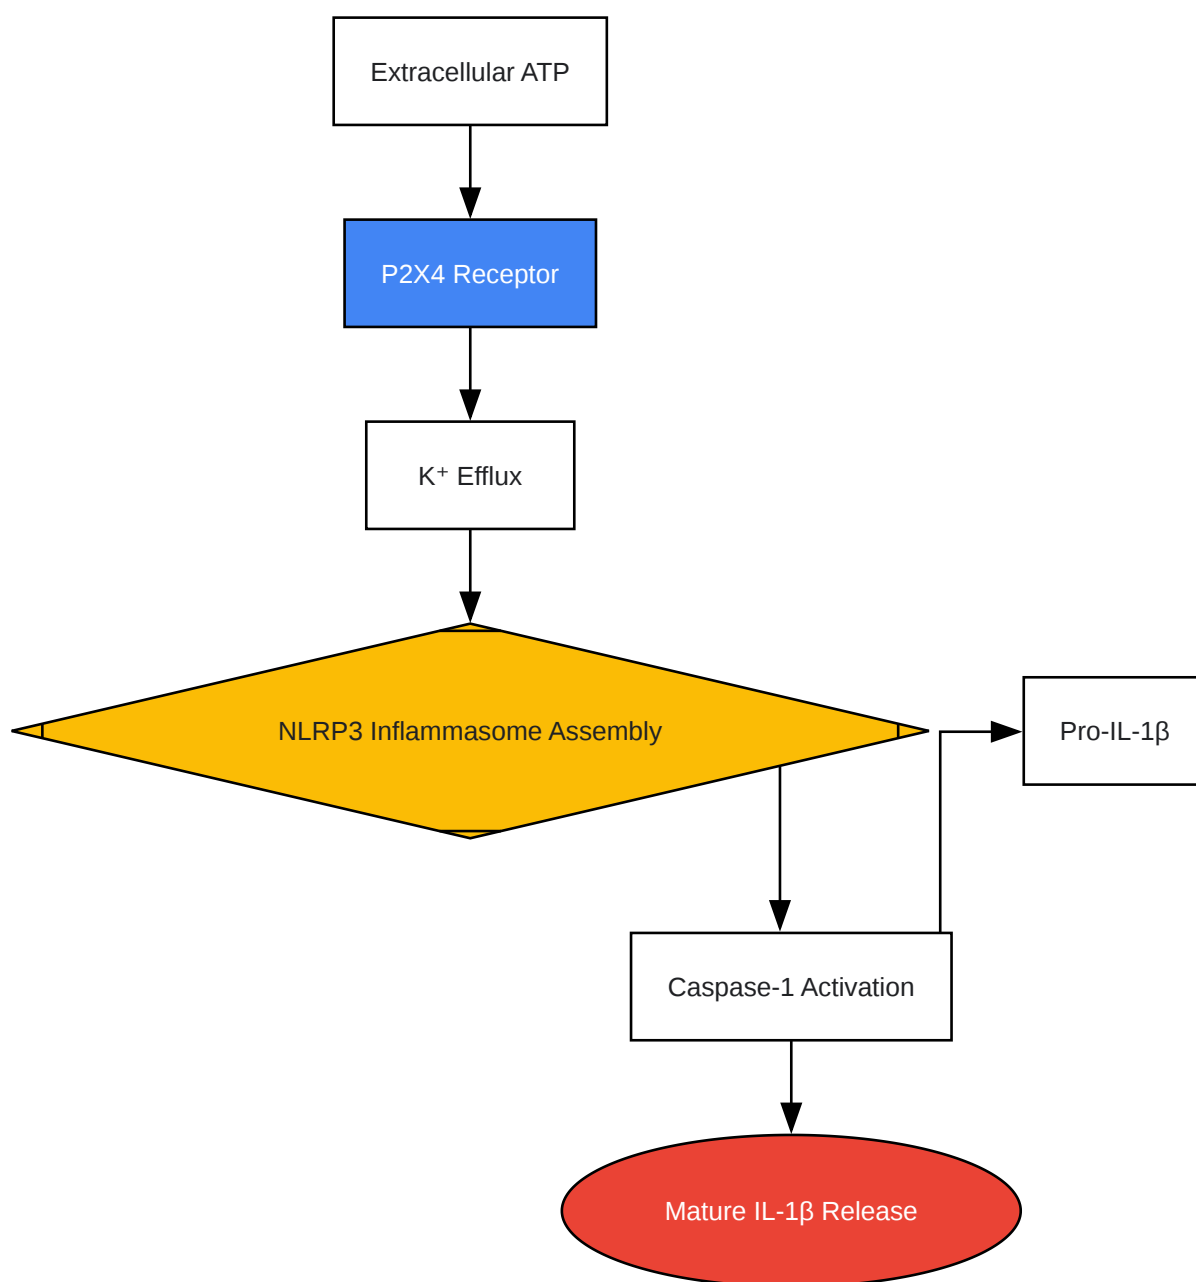 Extracellular ATP
P2X4 Receptor
K⁺ Efflux
NLRP3 Inflammasome Assembly
Pro-IL-1β
Caspase-1 Activation
Mature IL-1β Release